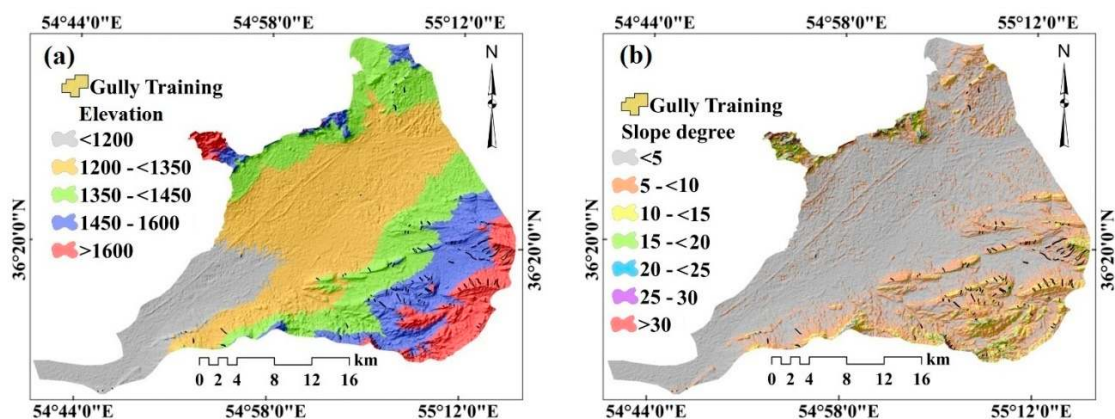 54°44'0"E 54°58'0"E 55°12'0"E
(a)
N
Gully Training
Elevation
<1200
1200 - <1350
1350 - <1450
1450 - 1600
>1600
36°20'0"N
36°20'0"N
km
0 2 4 8 12 16
54°44'0"E 54°58'0"E 55°12'0"E
54°44'0"E 54°58'0"E 55°12'0"E
(b)
N
Gully Training
Slope degree
<5
5 - <10
10 - <15
15 - <20
20 - <25
25 - 30
>30
36°20'0"N
36°20'0"N
km
0 2 4 8 12 16
54°44'0"E 54°58'0"E 55°12'0"E